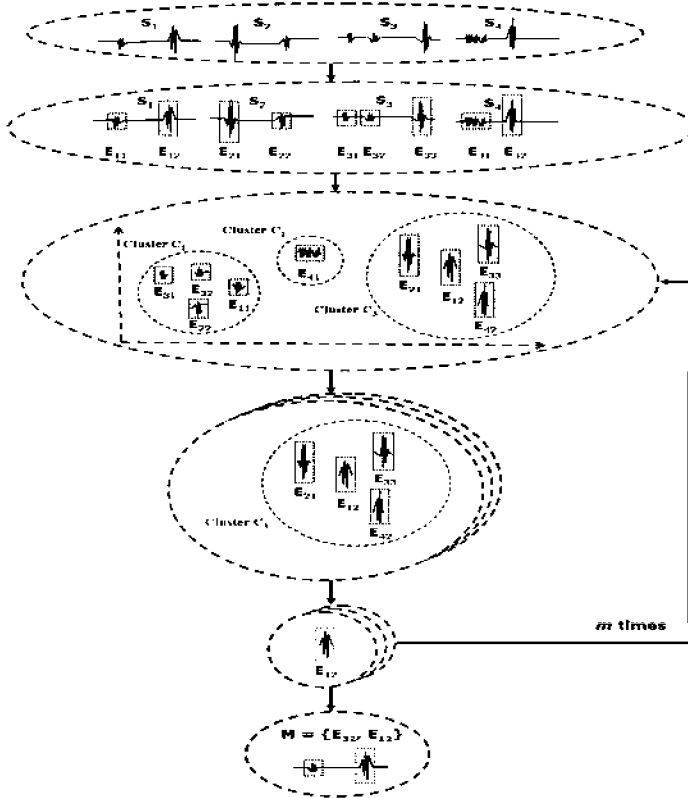 S1 S2 S3 S4
S1 S2 S3 S4
E11 E12 E21 E22 E31 E32 E33 E41 E42
Cluster C1
Cluster C2
Cluster C3
E31 E32 E11
E22
E41
E21 E12 E33
E42
E21 E12 E33
E42
Cluster C3
m times
E12
M = {E32, E12}